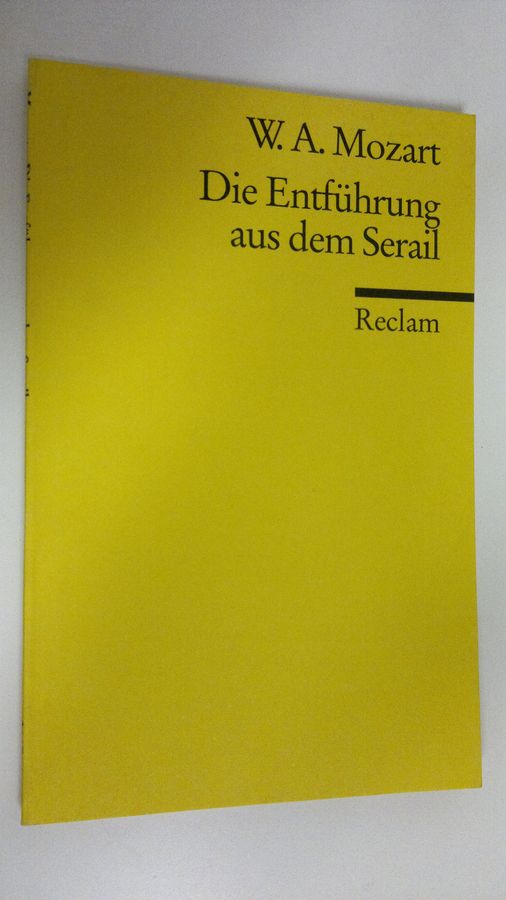 W. A. Mozart
Die Entführung
aus dem Serail
Reclam